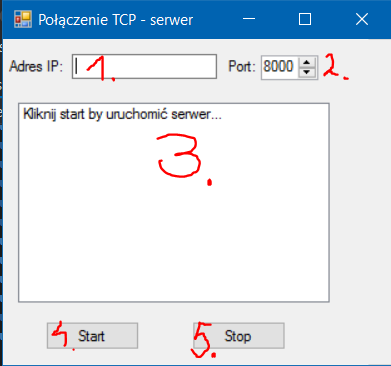 Połączenie TCP - serwer
Adres IP: 1. Port: 8000 2.
Kliknij start by uruchomić serwer...
3.
4. Start 5. Stop